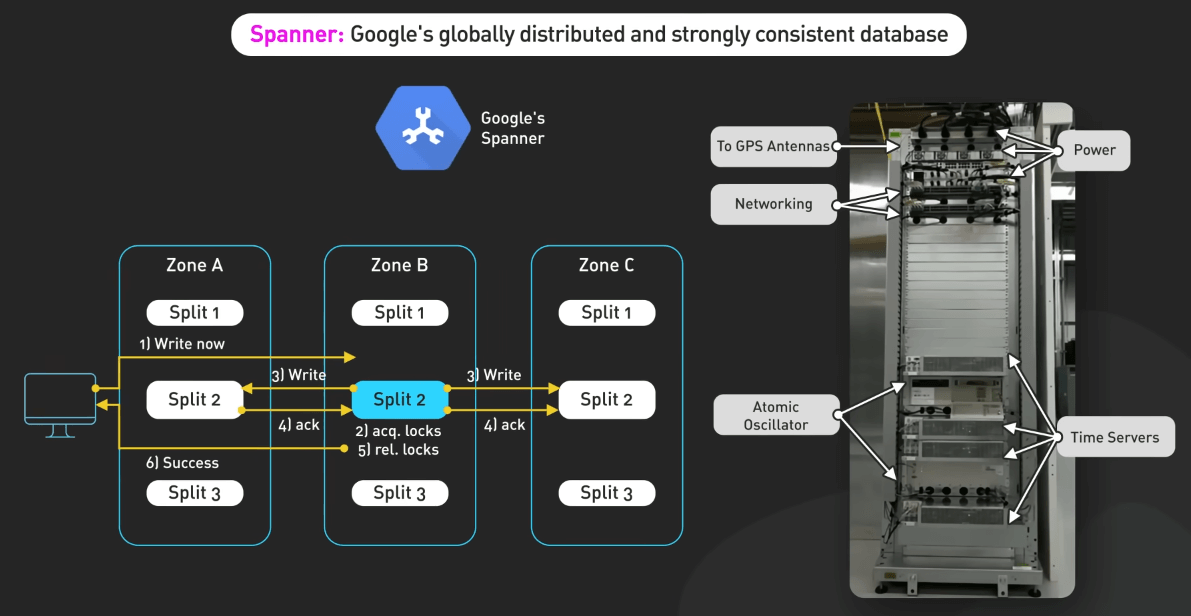 Spanner: Google's globally distributed and strongly consistent database
Google's
Spanner
To GPS Antennas
Power
Networking
Zone A
Zone B
Zone C
Split 1
Split 1
Split 1
1) Write now
3) Write
3) Write
Split 2
Split 2
Split 2
4) ack
2) acq. locks
4) ack
5) rel. locks
6) Success
Split 3
Split 3
Split 3
Atomic
Oscillator
Time Servers